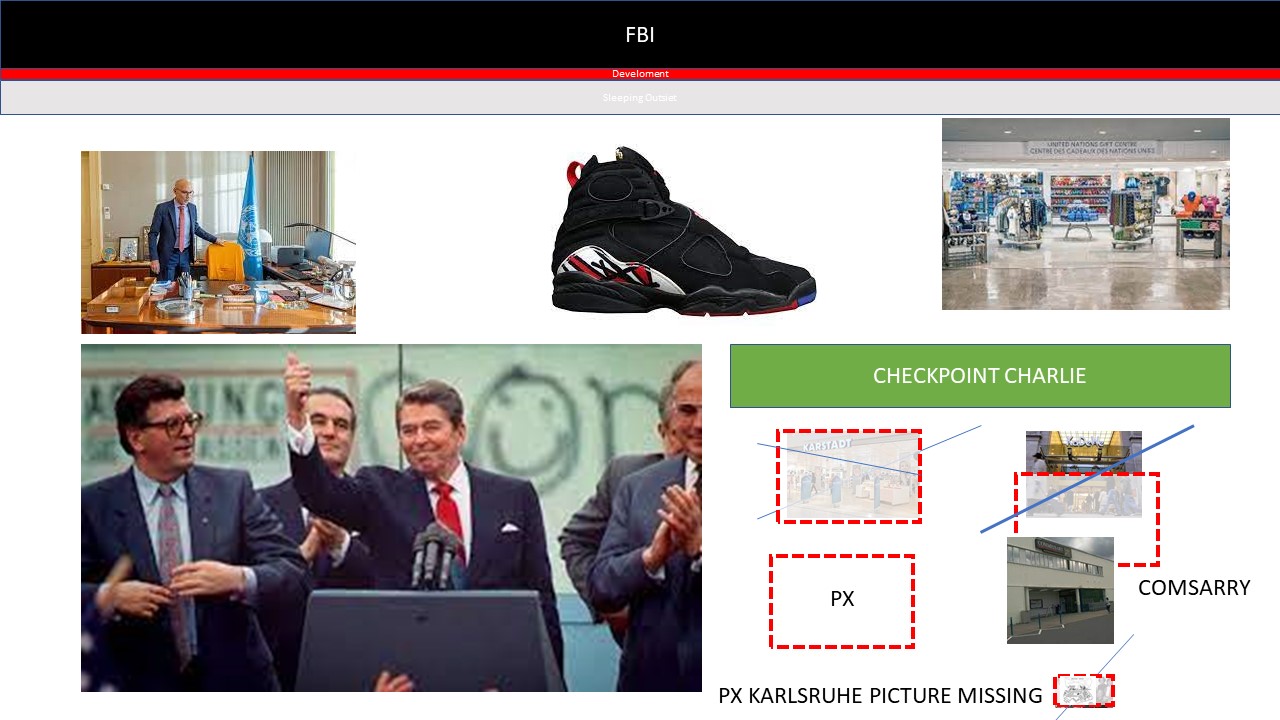 FBI
Develoment
Sleeping Outset
UNITED NATIONS GIFT CENTRE
CENTRE DES CADEAUX DES NATIONS UNIES
CHECKPOINT CHARLIE
KARSTADT
PX
COMSARRY
PX KARLSRUHE PICTURE MISSING